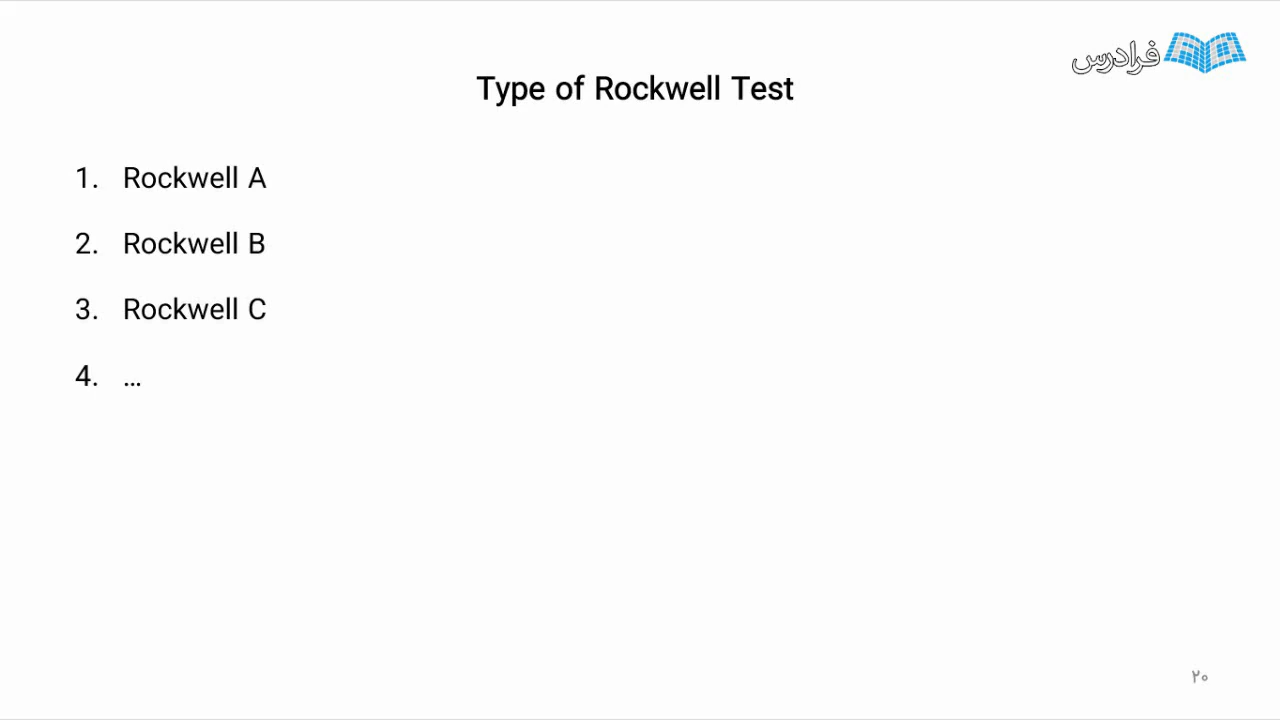 فرادرس
Type of Rockwell Test
1. Rockwell A
2. Rockwell B
3. Rockwell C
4. ...
۲۰